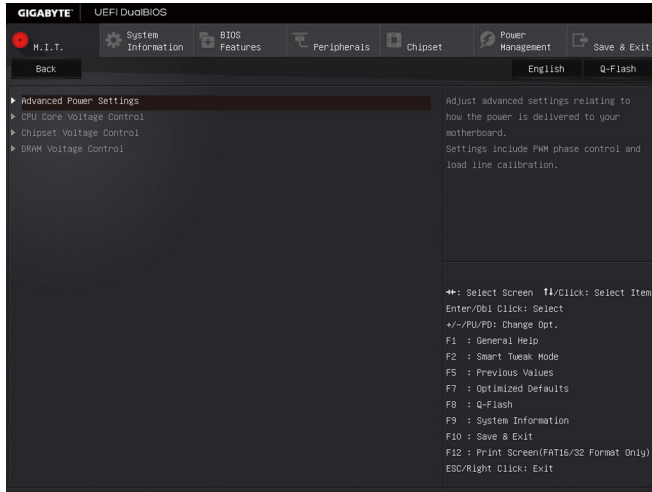 GIGABYTE™ UEFI DualBIOS
M.I.T.
System Information
BIOS Features
Peripherals
Chipset
Power Management
Save & Exit
Back
English
Q-Flash
Advanced Power Settings
CPU Core Voltage Control
Chipset Voltage Control
DRAM Voltage Control
Adjust advanced settings relating to
how the power is delivered to your
motherboard.
Settings include PWM phase control and
load line calibration.
→←: Select Screen ↑↓/Click: Select Item
Enter/Dbl Click: Select
+/-/PU/PD: Change Opt.
F1 : General Help
F2 : Smart Tweak Mode
F5 : Previous Values
F7 : Optimized Defaults
F8 : Q-Flash
F9 : System Information
F10 : Save & Exit
F12 : Print Screen(FAT16/32 Format Only)
ESC/Right Click: Exit